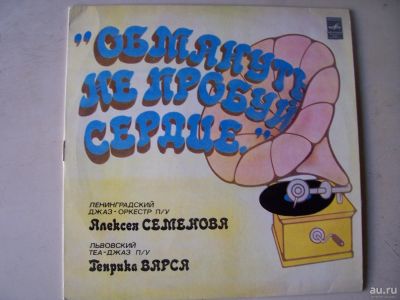 "ОБМАНУТЬ
НЕ ПРОБУЙ
СЕРДЦЕ."
ЛЕНИНГРАДСКИЙ
ДЖАЗ-ОРКЕСТР П/У
Алексея СЕМЕНОВА
ЛЬВОВСКИЙ
ТЕА-ДЖАЗ П/У
Генрика ВАРСА
au.ru